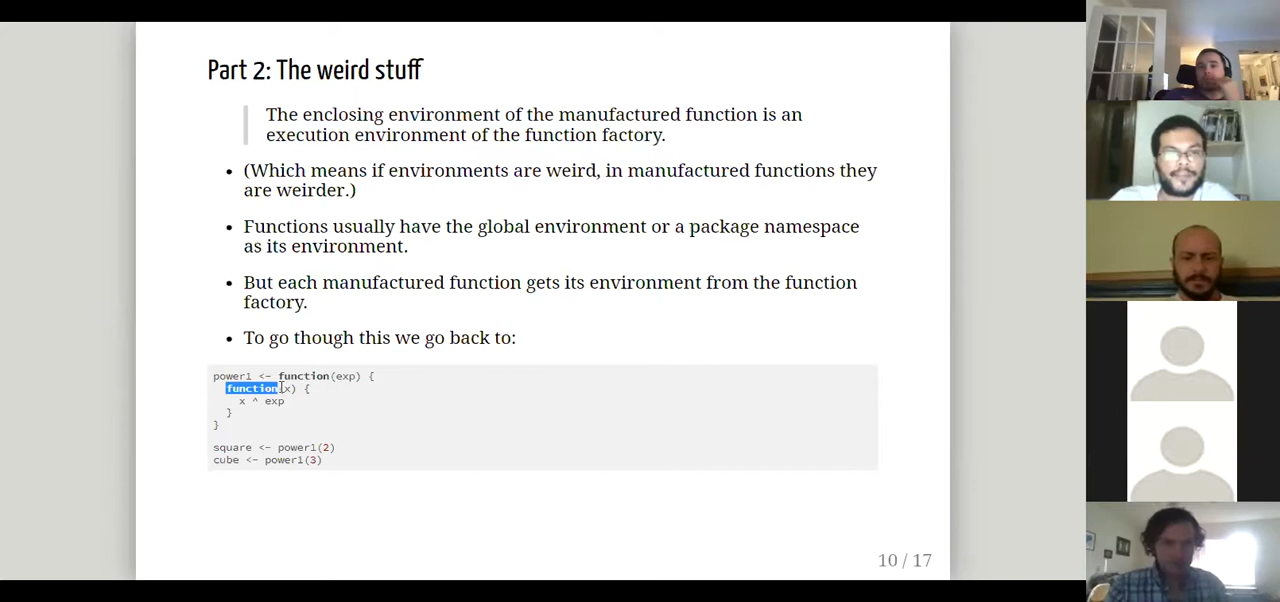 Part 2: The weird stuff
The enclosing environment of the manufactured function is an
execution environment of the function factory.
• (Which means if environments are weird, in manufactured functions they
are weirder.)
• Functions usually have the global environment or a package namespace
as its environment.
• But each manufactured function gets its environment from the function
factory.
• To go though this we go back to:
power1 <- function(exp) {
function(x) {
x ^ exp
}
}
square <- power1(2)
cube <- power1(3)
10 / 17